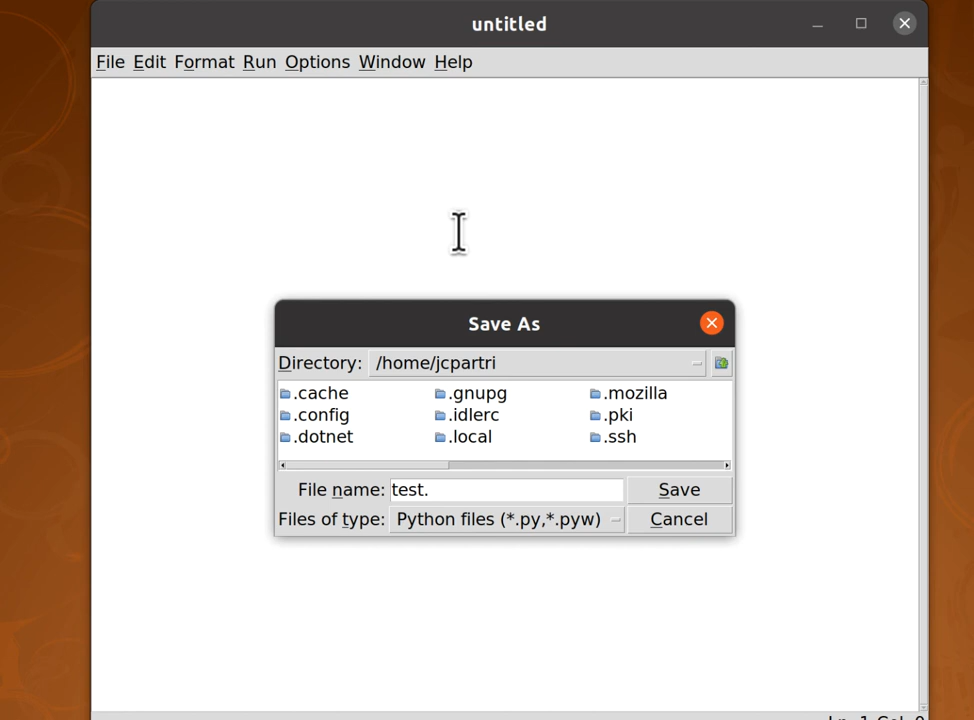 untitled
File Edit Format Run Options Window Help
Save As
Directory: /home/jcpartri
.cache .gnupg .mozilla
.config .idlerc .pki
.dotnet .local .ssh
File name: test. Save
Files of type: Python files (*.py,*.pyw) Cancel